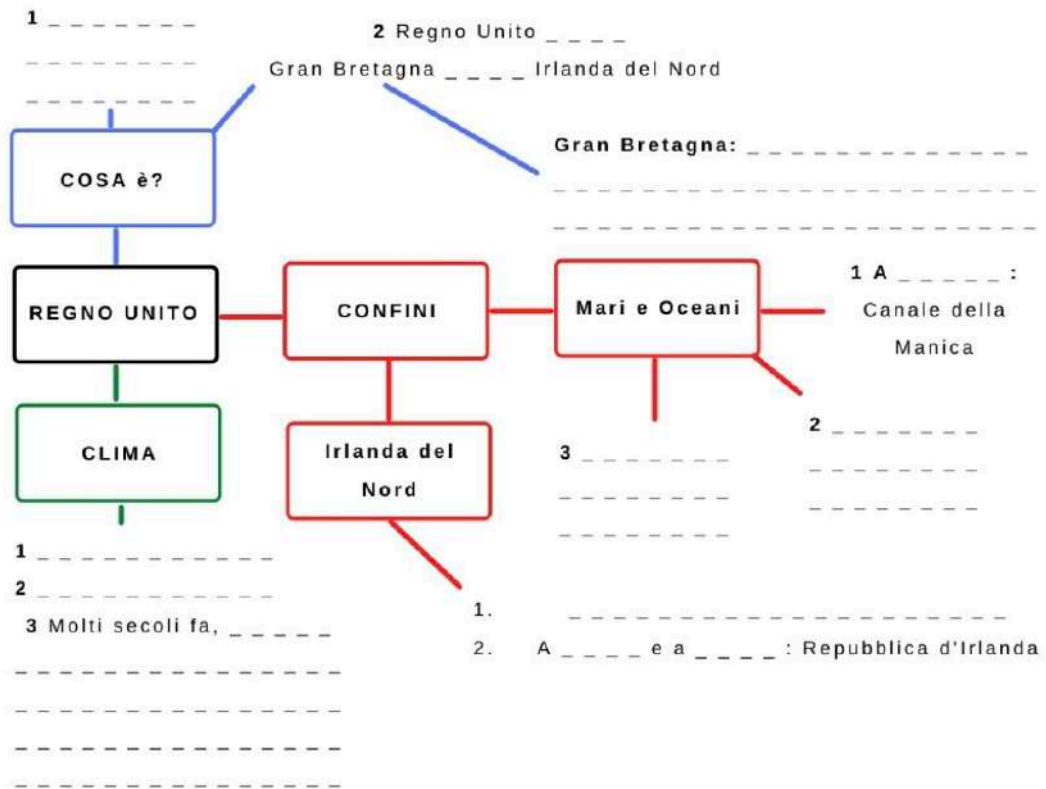 1 _ _ _ _ _ _ _
_ _ _ _ _ _ _
_ _ _ _ _ _ _
2 Regno Unito _ _ _ _
Gran Bretagna _ _ _ _ Irlanda del Nord
COSA è?
Gran Bretagna: _ _ _ _ _ _ _ _ _ _ _ _ _ _
_ _ _ _ _ _ _ _ _ _ _ _ _ _ _ _ _ _ _ _ _ _ _ _
_ _ _ _ _ _ _ _ _ _ _ _ _ _ _ _ _ _ _ _ _ _ _ _
REGNO UNITO
CONFINI
Mari e Oceani
1 A _ _ _ _ _ :
Canale della
Manica
CLIMA
Irlanda del
Nord
3 _ _ _ _ _ _ _
_ _ _ _ _ _ _
_ _ _ _ _ _ _
2 _ _ _ _ _ _ _
_ _ _ _ _ _ _
_ _ _ _ _ _ _
1 _ _ _ _ _ _ _ _ _ _ _ _
2 _ _ _ _ _ _ _ _ _ _ _ _
3 Molti secoli fa, _ _ _ _ _
_ _ _ _ _ _ _ _ _ _ _ _ _ _ _ _
_ _ _ _ _ _ _ _ _ _ _ _ _ _ _ _
_ _ _ _ _ _ _ _ _ _ _ _ _ _ _ _
_ _ _ _ _ _ _ _ _ _ _ _ _ _ _ _
1. _ _ _ _ _ _ _ _ _ _ _ _ _ _ _ _ _ _ _ _ _ _
2. A _ _ _ _ e a _ _ _ _ : Repubblica d'Irlanda